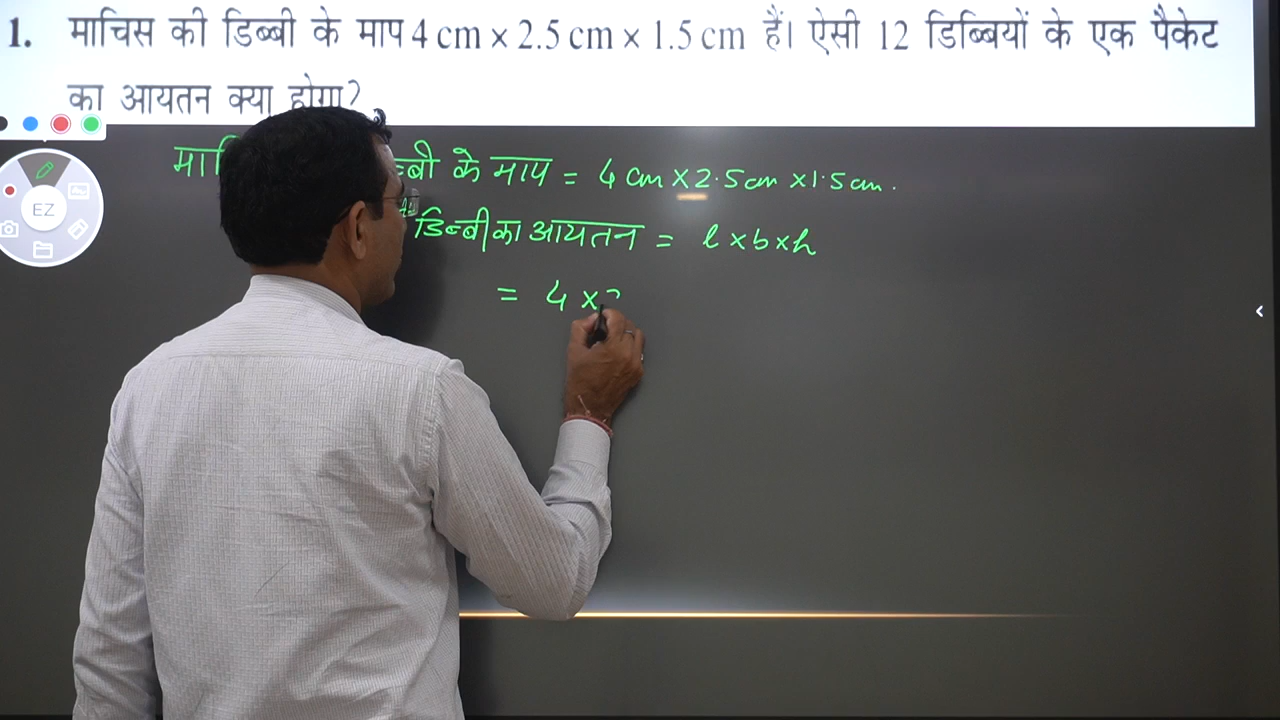 1. माचिस की डिब्बी के माप 4 cm × 2.5 cm × 1.5 cm हैं। ऐसी 12 डिब्बियों के एक पैकेट
का आयतन क्या होगा?
के माप = 4 cm × 2.5 cm × 1.5 cm.
डिब्बी का आयतन = l × b × h
= 4 ×
EZ